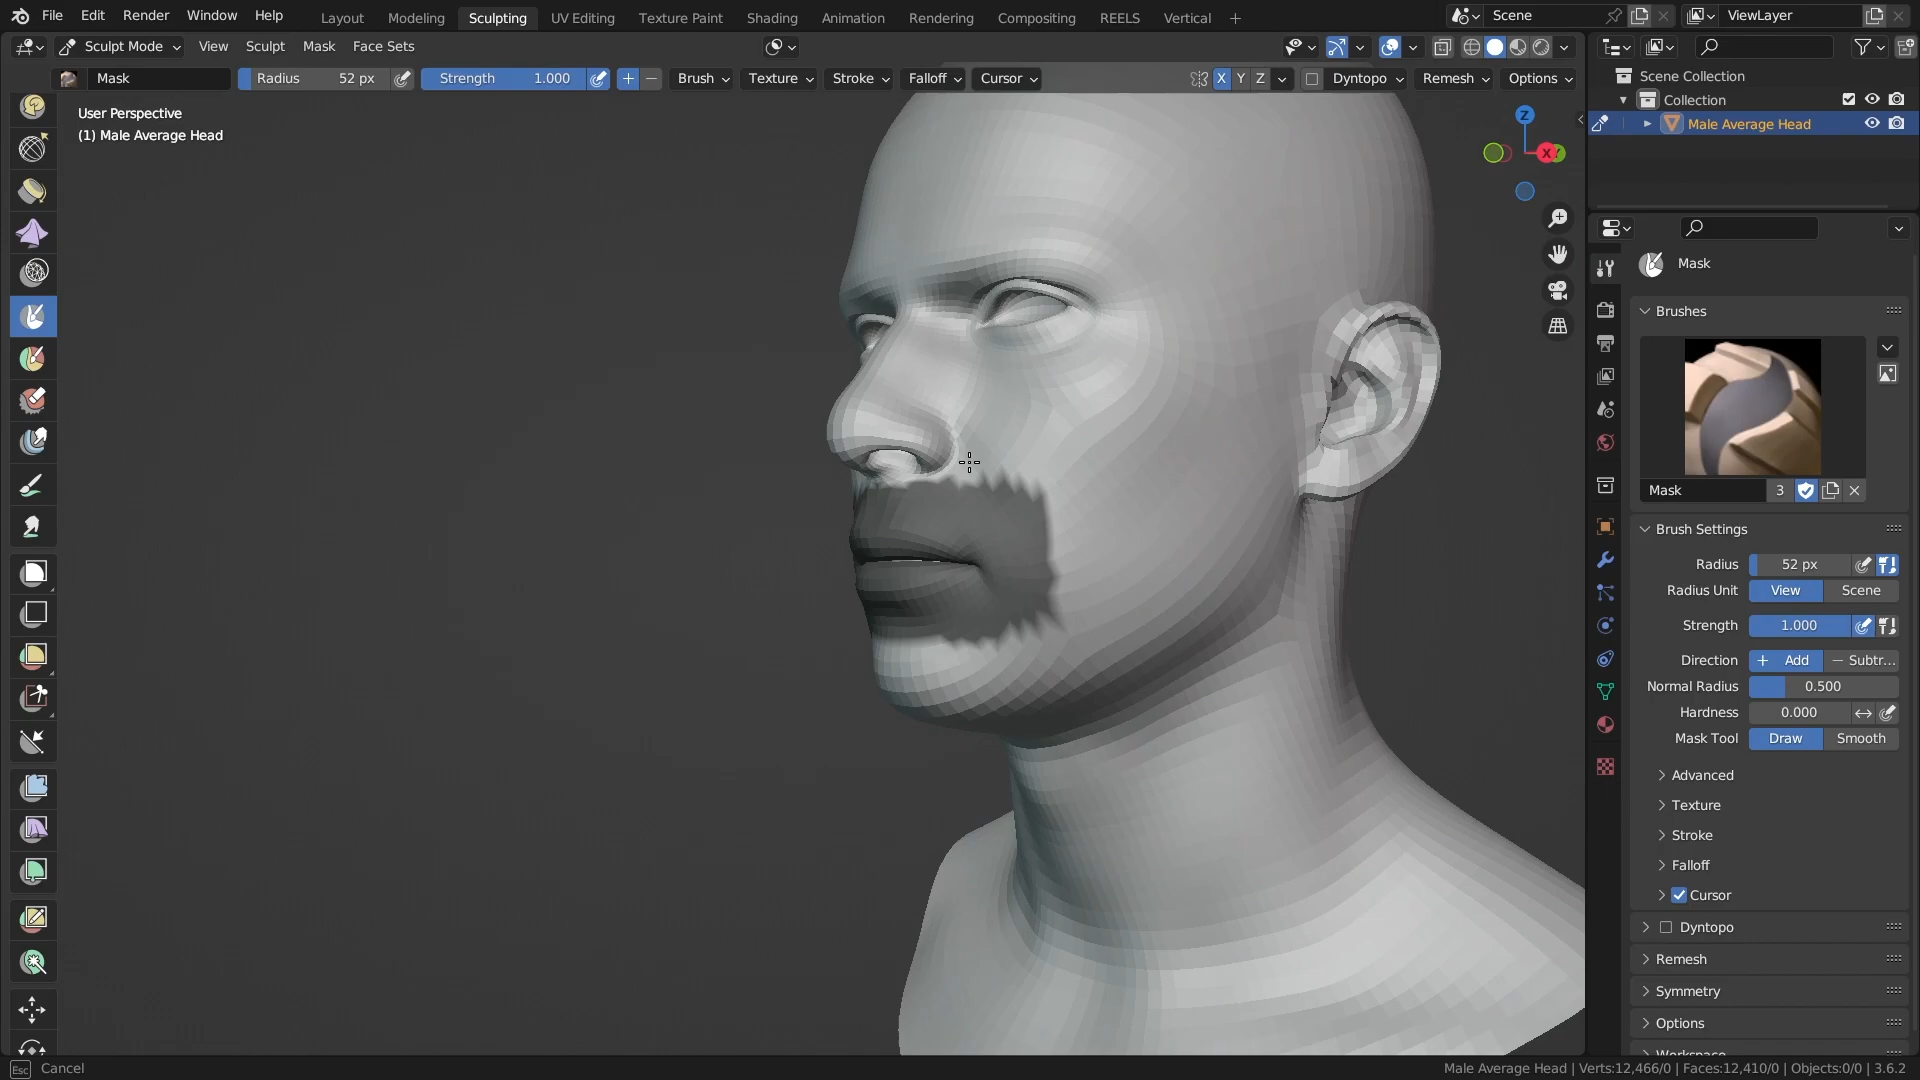 File Edit Render Window Help
Layout Modeling Sculpting UV Editing Texture Paint Shading Animation Rendering Compositing REELS Vertical +
Scene
ViewLayer
Sculpt Mode View Sculpt Mask Face Sets
Mask Radius 52 px Strength 1.000 Brush Texture Stroke Falloff Cursor X Y Z Dyntopo Remesh Options
User Perspective
(1) Male Average Head
Z
X
Y
Scene Collection
Collection
Male Average Head
Mask
Brushes
Mask 3
Brush Settings
Radius 52 px
Radius Unit View Scene
Strength 1.000
Direction + Add − Subtr...
Normal Radius 0.500
Hardness 0.000
Mask Tool Draw Smooth
Advanced
Texture
Stroke
Falloff
Cursor
Dyntopo
Remesh
Symmetry
Options
Workspace
Esc Cancel
Male Average Head | Verts:12,466/0 | Faces:12,410/0 | Objects:0/0 | 3.6.2